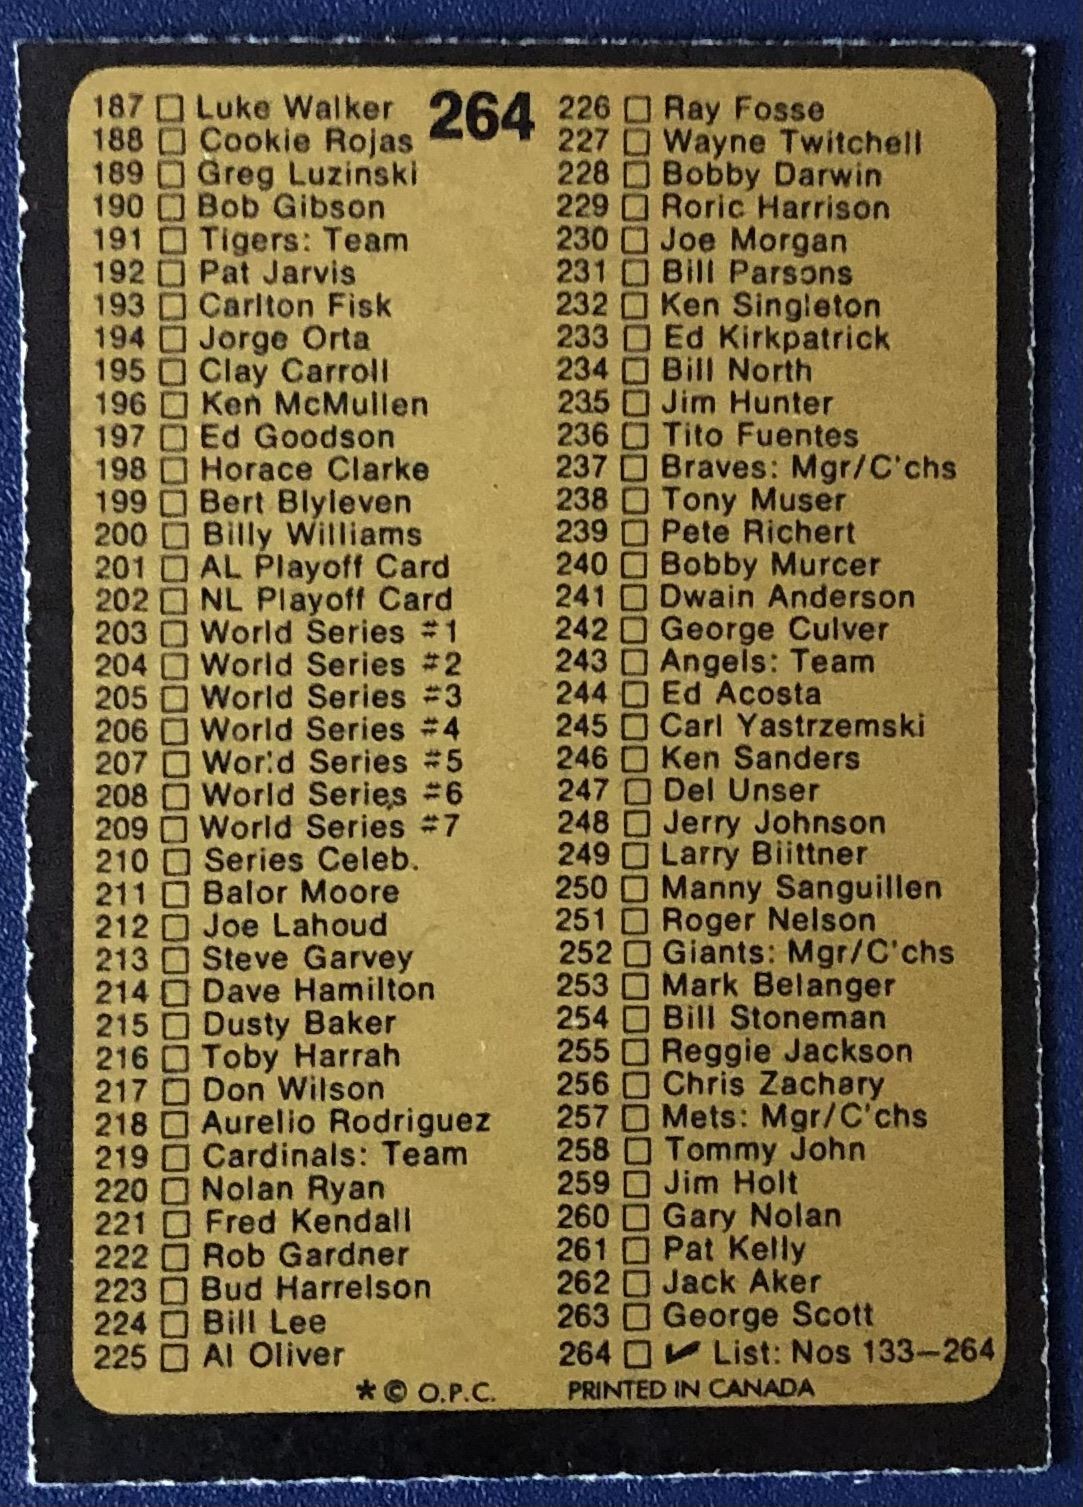 264
187 □ Luke Walker
188 □ Cookie Rojas
189 □ Greg Luzinski
190 □ Bob Gibson
191 □ Tigers: Team
192 □ Pat Jarvis
193 □ Carlton Fisk
194 □ Jorge Orta
195 □ Clay Carroll
196 □ Ken McMullen
197 □ Ed Goodson
198 □ Horace Clarke
199 □ Bert Blyleven
200 □ Billy Williams
201 □ AL Playoff Card
202 □ NL Playoff Card
203 □ World Series #1
204 □ World Series #2
205 □ World Series #3
206 □ World Series #4
207 □ World Series #5
208 □ World Series #6
209 □ World Series #7
210 □ Series Celeb.
211 □ Balor Moore
212 □ Joe Lahoud
213 □ Steve Garvey
214 □ Dave Hamilton
215 □ Dusty Baker
216 □ Toby Harrah
217 □ Don Wilson
218 □ Aurelio Rodriguez
219 □ Cardinals: Team
220 □ Nolan Ryan
221 □ Fred Kendall
222 □ Rob Gardner
223 □ Bud Harrelson
224 □ Bill Lee
225 □ Al Oliver
226 □ Ray Fosse
227 □ Wayne Twitchell
228 □ Bobby Darwin
229 □ Roric Harrison
230 □ Joe Morgan
231 □ Bill Parsons
232 □ Ken Singleton
233 □ Ed Kirkpatrick
234 □ Bill North
235 □ Jim Hunter
236 □ Tito Fuentes
237 □ Braves: Mgr/C'chs
238 □ Tony Muser
239 □ Pete Richert
240 □ Bobby Murcer
241 □ Dwain Anderson
242 □ George Culver
243 □ Angels: Team
244 □ Ed Acosta
245 □ Carl Yastrzemski
246 □ Ken Sanders
247 □ Del Unser
248 □ Jerry Johnson
249 □ Larry Biittner
250 □ Manny Sanguillen
251 □ Roger Nelson
252 □ Giants: Mgr/C'chs
253 □ Mark Belanger
254 □ Bill Stoneman
255 □ Reggie Jackson
256 □ Chris Zachary
257 □ Mets: Mgr/C'chs
258 □ Tommy John
259 □ Jim Holt
260 □ Gary Nolan
261 □ Pat Kelly
262 □ Jack Aker
263 □ George Scott
264 □ ✔ List: Nos 133–264
* © O.P.C. PRINTED IN CANADA